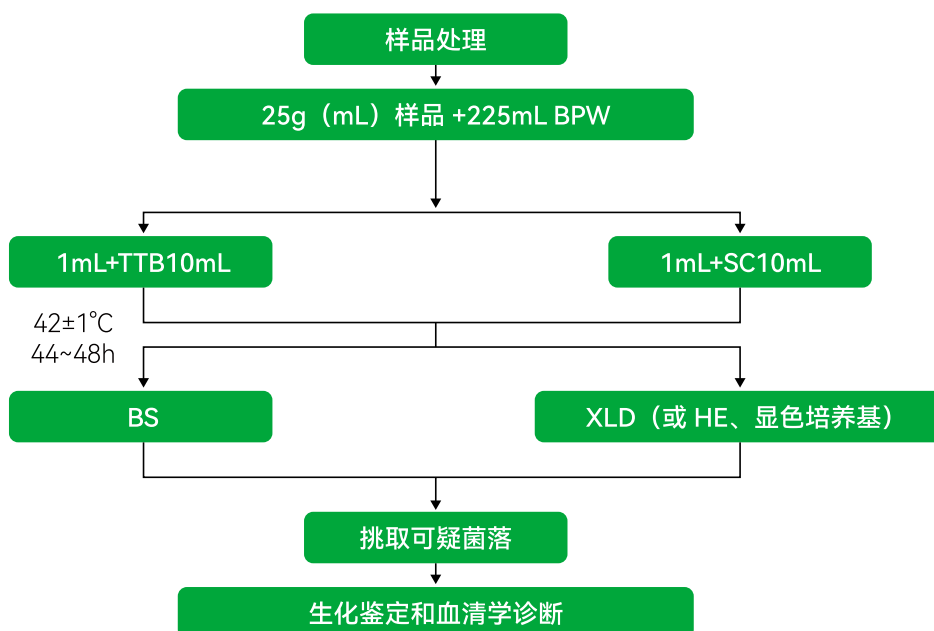 样品处理
25g（mL）样品 +225mL BPW
1mL+TTB10mL
1mL+SC10mL
42±1°C
44~48h
BS
XLD（或 HE、显色培养基）
挑取可疑菌落
生化鉴定和血清学诊断